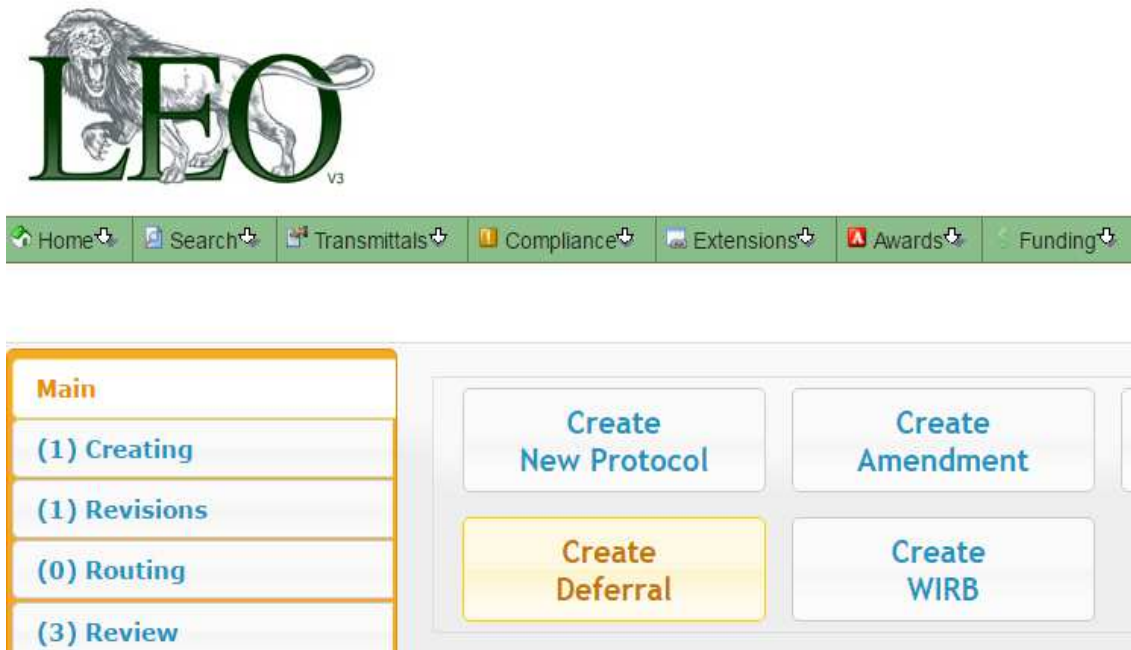 LEO
V3
Home Search Transmittals Compliance Extensions Awards Funding
Main
(1) Creating
(1) Revisions
(0) Routing
(3) Review
Create
New Protocol
Create
Amendment
Create
Deferral
Create
WIRB